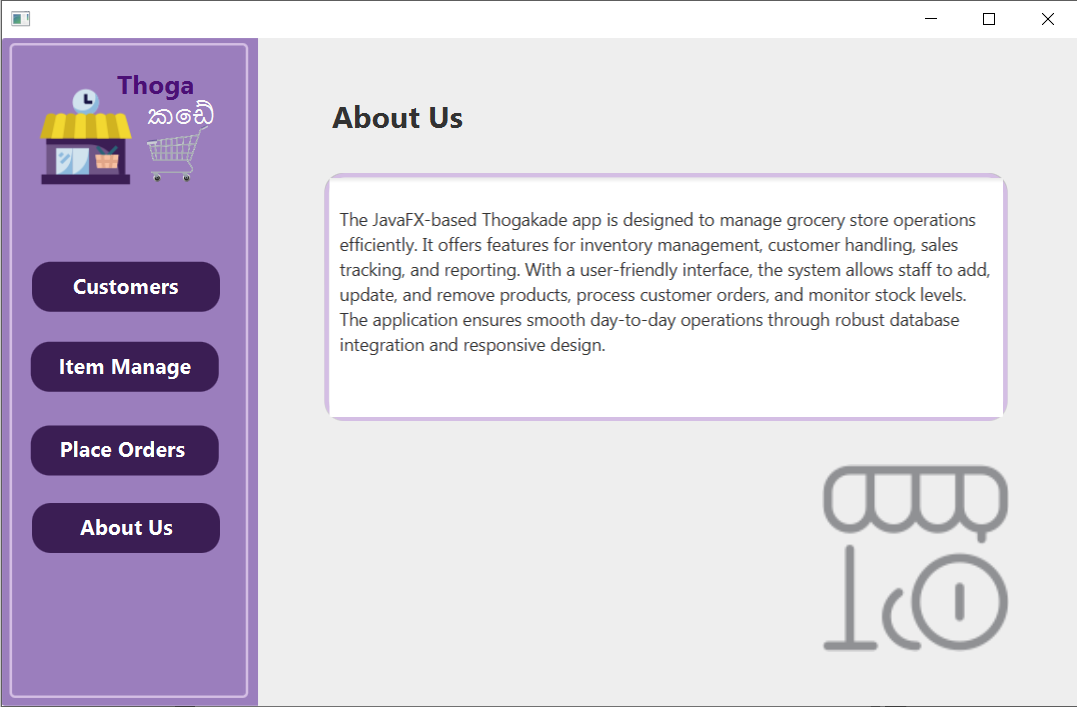 Thoga
කඩේ
Customers
Item Manage
Place Orders
About Us
About Us
The JavaFX-based Thogakade app is designed to manage grocery store operations
efficiently. It offers features for inventory management, customer handling, sales
tracking, and reporting. With a user-friendly interface, the system allows staff to add,
update, and remove products, process customer orders, and monitor stock levels.
The application ensures smooth day-to-day operations through robust database
integration and responsive design.